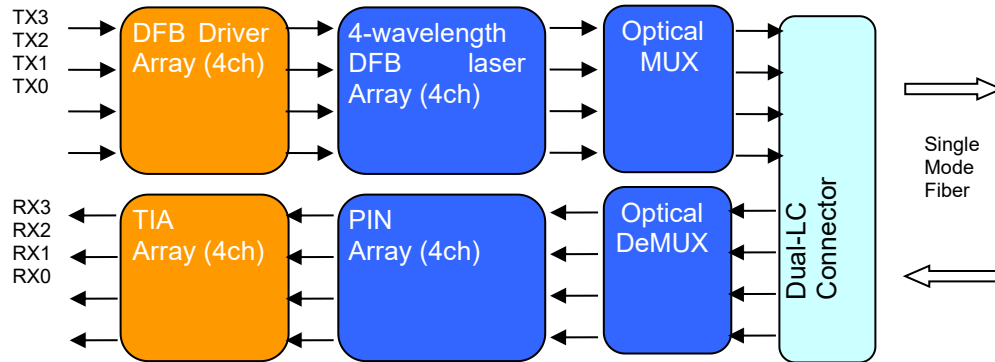 TX3
TX2
TX1
TX0
DFB Driver
Array (4ch)
4-wavelength
DFB laser
Array (4ch)
Optical
MUX
Single
Mode
Fiber
RX3
RX2
RX1
RX0
TIA
Array (4ch)
PIN
Array (4ch)
Optical
DeMUX
Dual-LC
Connector